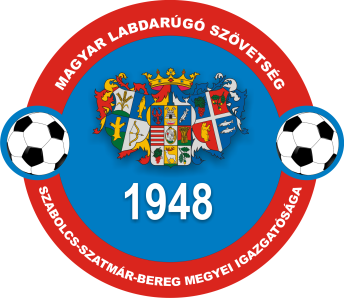 MAGYAR LABDARÚGÓ SZÖVETSÉG
1948
SZABOLCS-SZATMÁR-BEREG MEGYEI IGAZGATÓSÁGA